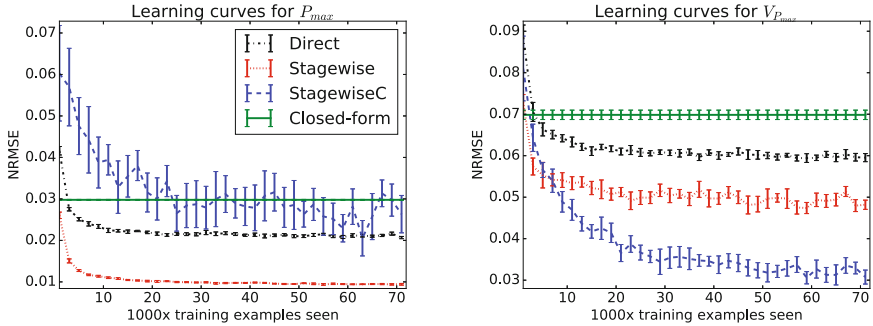 Learning curves for P_max
0.07
0.06
0.05
0.04
0.03
0.02
0.01
NRMSE
Direct
Stagewise
StagewiseC
Closed-form
10 20 30 40 50 60 70
1000x training examples seen
Learning curves for V_P_max
0.09
0.08
0.07
0.06
0.05
0.04
0.03
NRMSE
10 20 30 40 50 60 70
1000x training examples seen